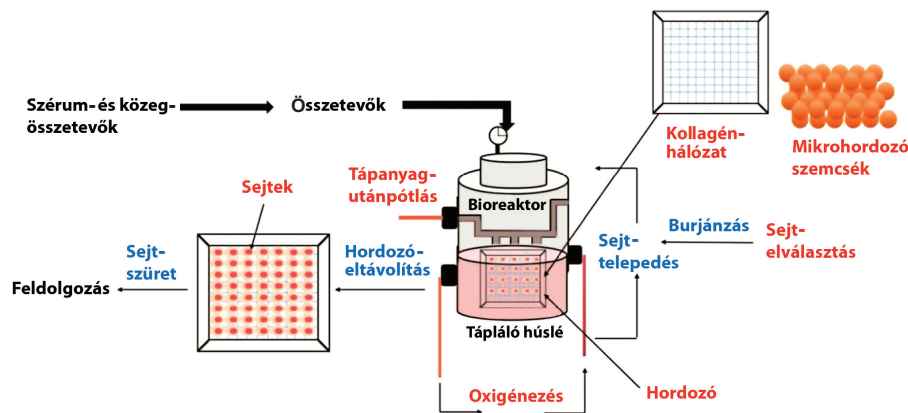 Szérum- és közeg-
összetevők
Összetevők
Kollagén-
hálózat
Mikrohordozó
szemcsék
Tápanyag-
utánpótlás
Bioreaktor
Sejtek
Burjánzás
Sejt-
elválasztás
Sejt-
telepedés
Hordozó-
eltávolítás
Sejt-
szüret
Feldolgozás
Tápláló húslé
Oxigénezés
Hordozó